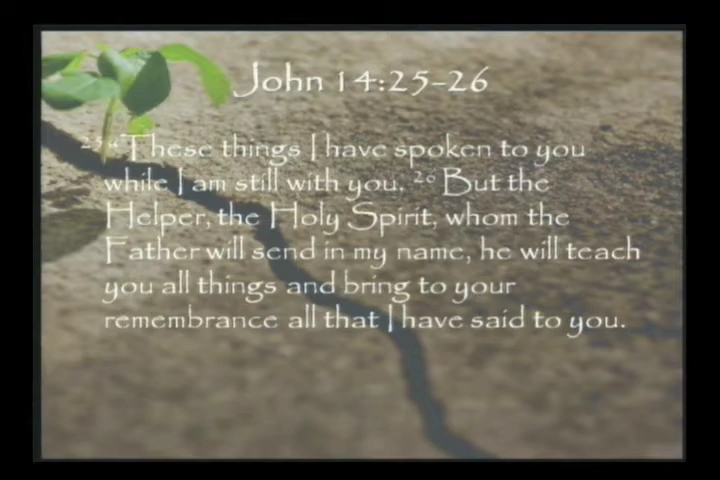 John 14:25-26
25 “These things I have spoken to you
while I am still with you. 26 But the
Helper, the Holy Spirit, whom the
Father will send in my name, he will teach
you all things and bring to your
remembrance all that I have said to you.